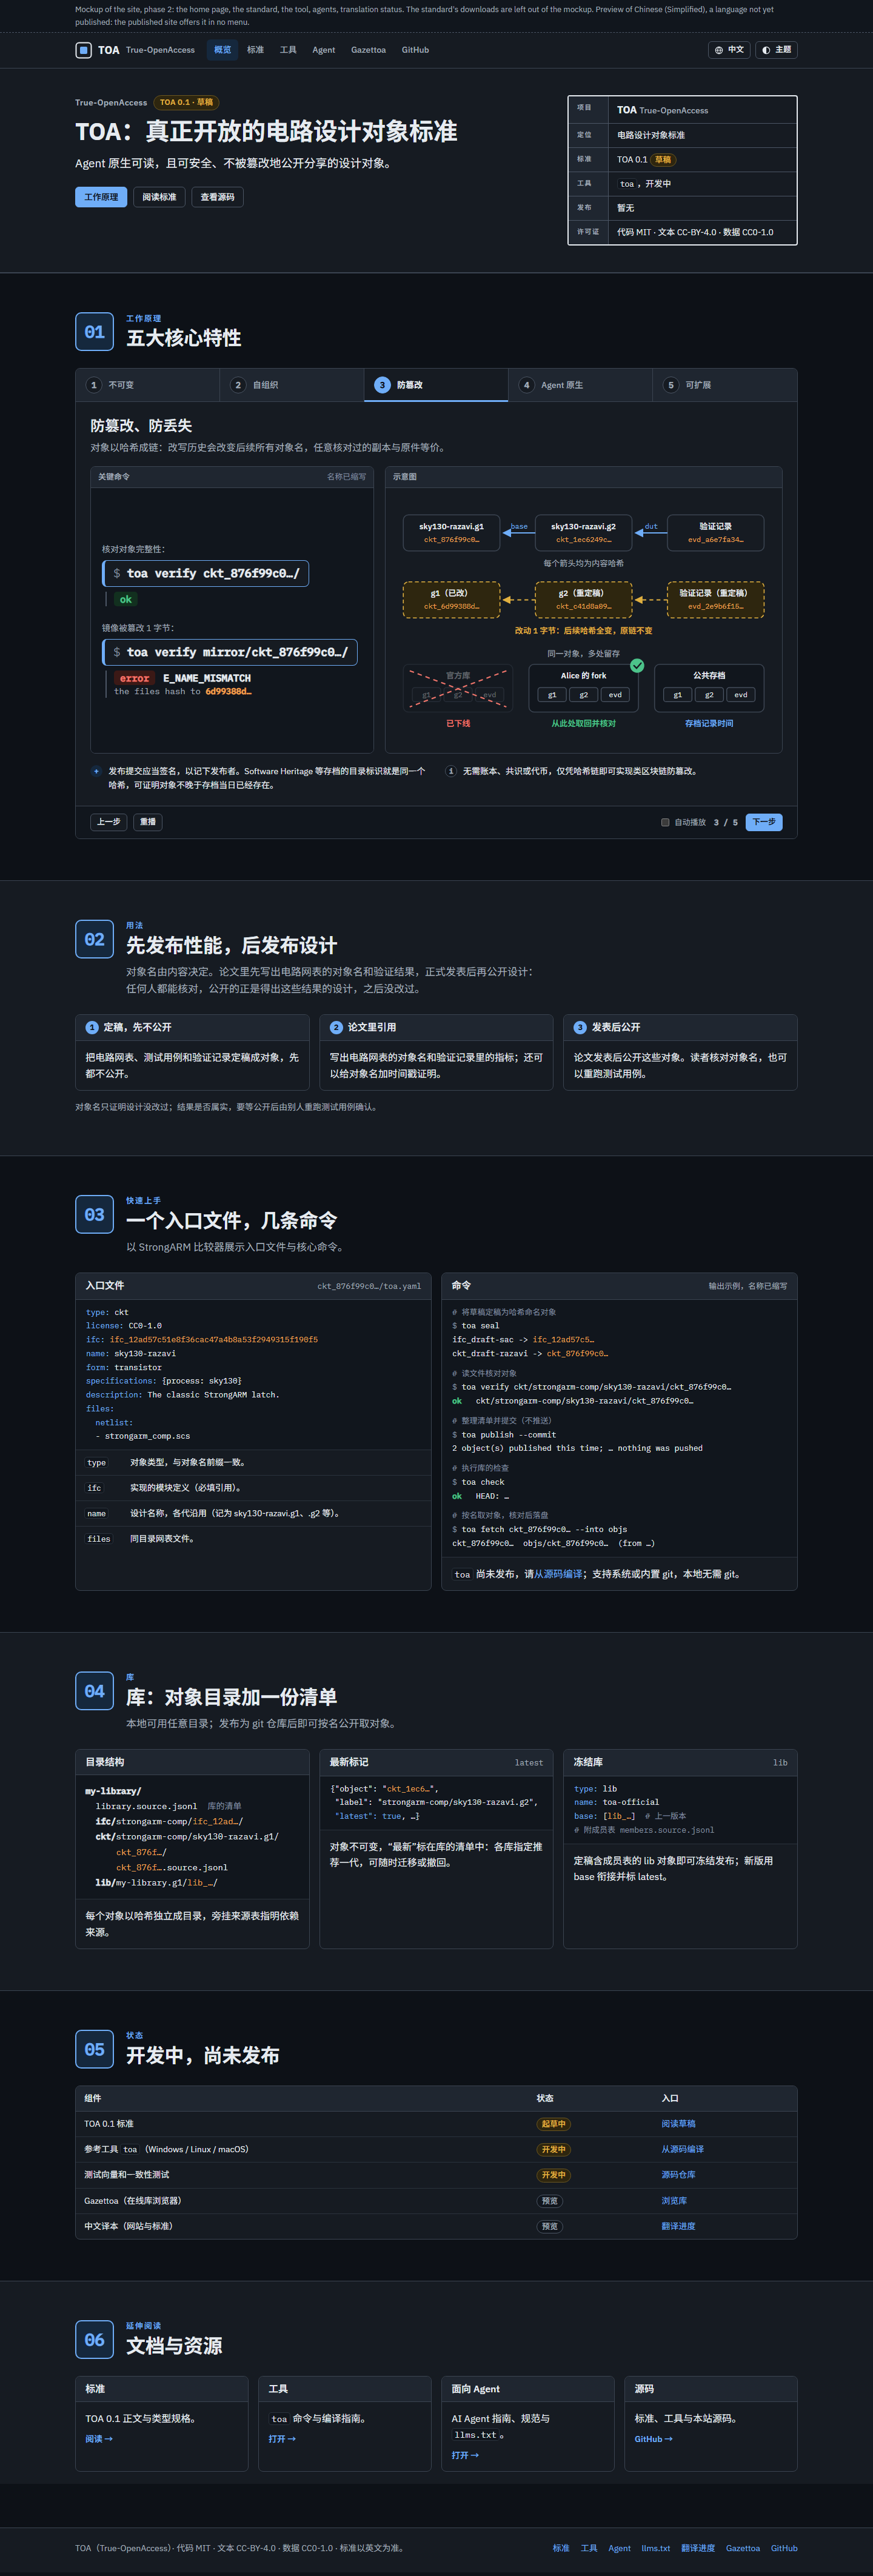 Mockup of the site, phase 2: the home page, the standard, the tool, agents, translation status. The standard's downloads are left out of the mockup. Preview of Chinese (Simplified), a language not yet
published: the published site offers it in no menu.
TOA True-OpenAccess 概览 标准 工具 Agent Gazettoa GitHub 中文 主题
True-OpenAccess TOA 0.1 · 草稿
TOA：真正开放的电路设计对象标准
Agent 原生可读，且可安全、不被篡改地公开分享的设计对象。
工作原理 阅读标准 查看源码
项目 TOA True-OpenAccess
定位 电路设计对象标准
标准 TOA 0.1 草稿
工具 toa，开发中
发布 暂无
许可证 代码 MIT · 文本 CC-BY-4.0 · 数据 CC0-1.0
01
工作原理
五大核心特性
1 不可变
2 自组织
3 防篡改
4 Agent 原生
5 可扩展
防篡改、防丢失
对象以哈希成链：改写历史会改变后续所有对象名，任意核对过的副本与原件等价。
关键命令 名称已缩写
核对对象完整性：
$ toa verify ckt_876f99c0…/
ok
镜像被篡改 1 字节：
$ toa verify mirror/ckt_876f99c0…/
error E_NAME_MISMATCH
the files hash to 6d99388d…
示意图
sky130-razavi.g1 base sky130-razavi.g2 dut 验证记录
ckt_876f99c0… ckt_1ec6249c… evd_a6e7fa34…
每个箭头均为内容哈希
g1（已改） g2（重定稿） 验证记录（重定稿）
ckt_6d99388d… ckt_c41d8a09… evd_2e9b6f15…
改动 1 字节：后续哈希全变，原链不变
同一对象，多处留存
官方库 Alice 的 fork 公共存档
g1 g2 evd g1 g2 evd g1 g2 evd
已下线 从此处取回并核对 存档记录时间
+ 发布提交应当签名，以记下发布者。Software Heritage 等存档的目录标识就是同一个
哈希，可证明对象不晚于存档当日已经存在。
i 无需账本、共识或代币，仅凭哈希链即可实现类区块链防篡改。
上一步 重播 自动播放 3 / 5 下一步
02
用法
先发布性能，后发布设计
对象名由内容决定。论文里先写出电路网表的对象名和验证结果，正式发表后再公开设计：
任何人都能核对，公开的正是得出这些结果的设计，之后没改过。
1 定稿，先不公开
把电路网表、测试用例和验证记录定稿成对象，先
都不公开。
2 论文里引用
写出电路网表的对象名和验证记录里的指标；还可
以给对象名加时间戳证明。
3 发表后公开
论文发表后公开这些对象。读者核对对象名，也可
以重跑测试用例。
对象名只证明设计没改过；结果是否属实，要等公开后由别人重跑测试用例确认。
03
快速上手
一个入口文件，几条命令
以 StrongARM 比较器展示入口文件与核心命令。
入口文件 ckt_876f99c0…/toa.yaml
type: ckt
license: CC0-1.0
ifc: ifc_12ad57c51e8f36cac47a4b8a53f2949315f190f5
name: sky130-razavi
form: transistor
specifications: {process: sky130}
description: The classic StrongARM latch.
files:
netlist:
- strongarm_comp.scs
type 对象类型，与对象名前缀一致。
ifc 实现的模块定义（必填引用）。
name 设计名称，各代沿用（记为 sky130-razavi.g1、.g2 等）。
files 同目录网表文件。
命令 输出示例，名称已缩写
# 将草稿定稿为哈希命名对象
$ toa seal
ifc_draft-sac -> ifc_12ad57c5…
ckt_draft-razavi -> ckt_876f99c0…
# 读文件核对对象
$ toa verify ckt/strongarm-comp/sky130-razavi/ckt_876f99c0…
ok ckt/strongarm-comp/sky130-razavi/ckt_876f99c0…
# 整理清单并提交（不推送）
$ toa publish --commit
2 object(s) published this time; … nothing was pushed
# 执行库的检查
$ toa check
ok HEAD: …
# 按名取对象，核对后落盘
$ toa fetch ckt_876f99c0… --into objs
ckt_876f99c0… objs/ckt_876f99c0… (from …)
toa 尚未发布，请从源码编译；支持系统或内置 git，本地无需 git。
04
库
库：对象目录加一份清单
本地可用任意目录；发布为 git 仓库后即可按名公开取对象。
目录结构
my-library/
library.source.jsonl 库的清单
ifc/strongarm-comp/ifc_12ad…/
ckt/strongarm-comp/sky130-razavi.g1/
ckt_876f…/
ckt_876f….source.jsonl
lib/my-library.g1/lib_…/
每个对象以哈希独立成目录，旁挂来源表指明依赖
来源。
最新标记 latest
{"object": "ckt_1ec6…",
"label": "strongarm-comp/sky130-razavi.g2",
"latest": true, …}
对象不可变，“最新”标在库的清单中：各库指定推
荐一代，可随时迁移或撤回。
冻结库 lib
type: lib
name: toa-official
base: [lib_…] # 上一版本
# 附成员表 members.source.jsonl
定稿含成员表的 lib 对象即可冻结发布；新版用
base 衔接并标 latest。
05
状态
开发中，尚未发布
组件 状态 入口
TOA 0.1 标准 起草中 阅读草稿
参考工具 toa（Windows / Linux / macOS） 开发中 从源码编译
测试向量和一致性测试 开发中 源码仓库
Gazettoa（在线库浏览器） 预览 浏览库
中文译本（网站与标准） 预览 翻译进度
06
延伸阅读
文档与资源
标准
TOA 0.1 正文与类型规格。
阅读 →
工具
toa 命令与编译指南。
打开 →
面向 Agent
AI Agent 指南、规范与
llms.txt。
打开 →
源码
标准、工具与本站源码。
GitHub →
TOA（True-OpenAccess）· 代码 MIT · 文本 CC-BY-4.0 · 数据 CC0-1.0 · 标准以英文为准。
标准 工具 Agent llms.txt 翻译进度 Gazettoa GitHub